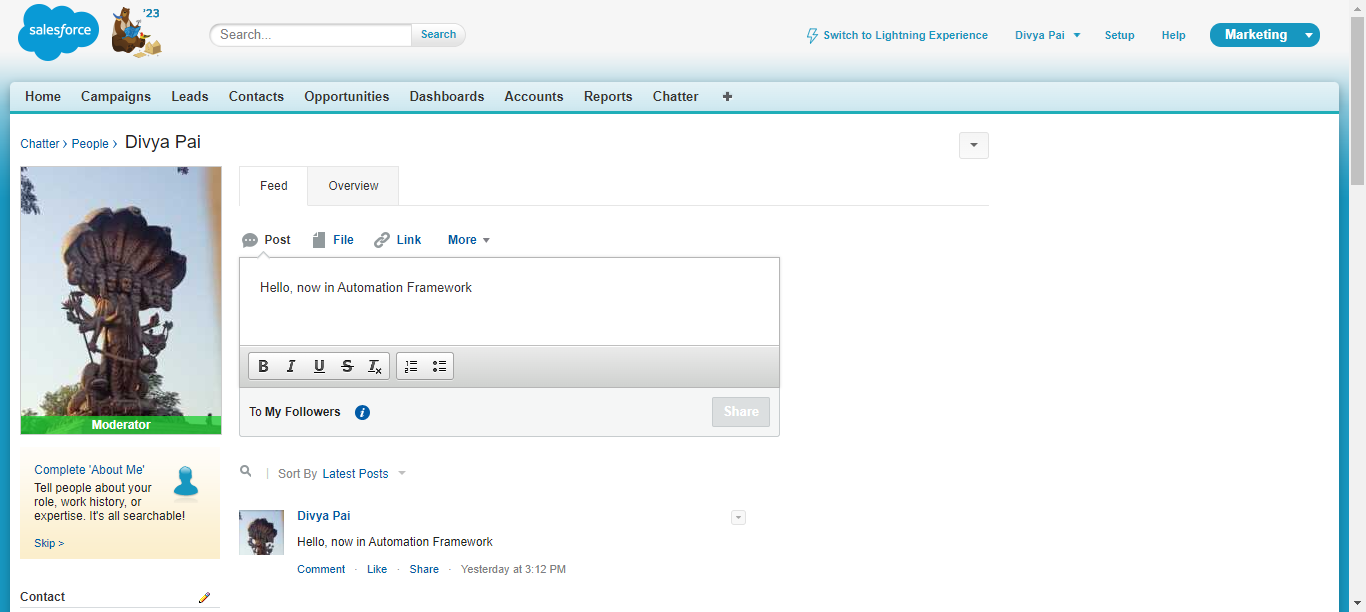 salesforce
'23
Search...
Search
Switch to Lightning Experience
Divya Pai
Setup
Help
Marketing
Home Campaigns Leads Contacts Opportunities Dashboards Accounts Reports Chatter +
Chatter › People › Divya Pai
Feed Overview
Post File Link More
Hello, now in Automation Framework
B I U S Tx
To My Followers i
Share
Moderator
Complete 'About Me'
Tell people about your
role, work history, or
expertise. It's all searchable!
Skip >
Contact
Sort By Latest Posts
Divya Pai
Hello, now in Automation Framework
Comment · Like · Share · Yesterday at 3:12 PM